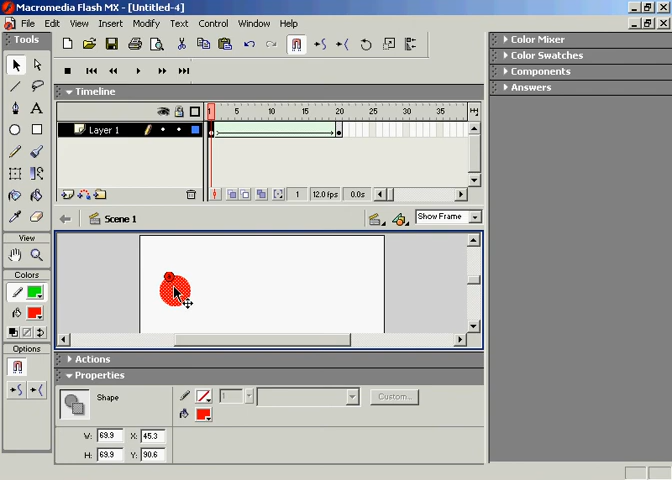 Macromedia Flash MX - [Untitled-4]
File Edit View Insert Modify Text Control Window Help
Tools
Color Mixer
Color Swatches
Components
Answers
Timeline
1 5 10 15 20 25 30 35
Layer 1
1 12.0 fps 0.0s
Scene 1
Show Frame
View
Colors
Options
Actions
Properties
Shape
1
Custom...
W: 69.9 X: 45.3
H: 69.9 Y: 90.6